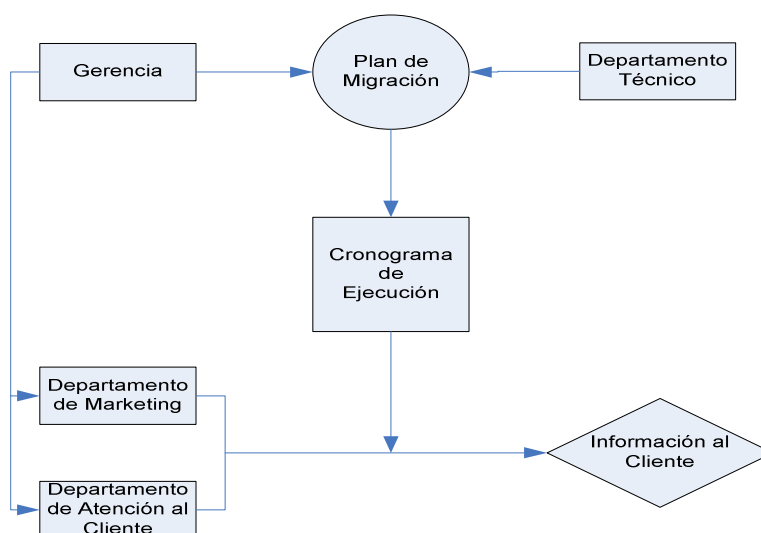 Gerencia
Plan de
Migración
Departamento
Técnico
Cronograma
de
Ejecución
Departamento
de Marketing
Información al
Cliente
Departamento
de Atención al
Cliente